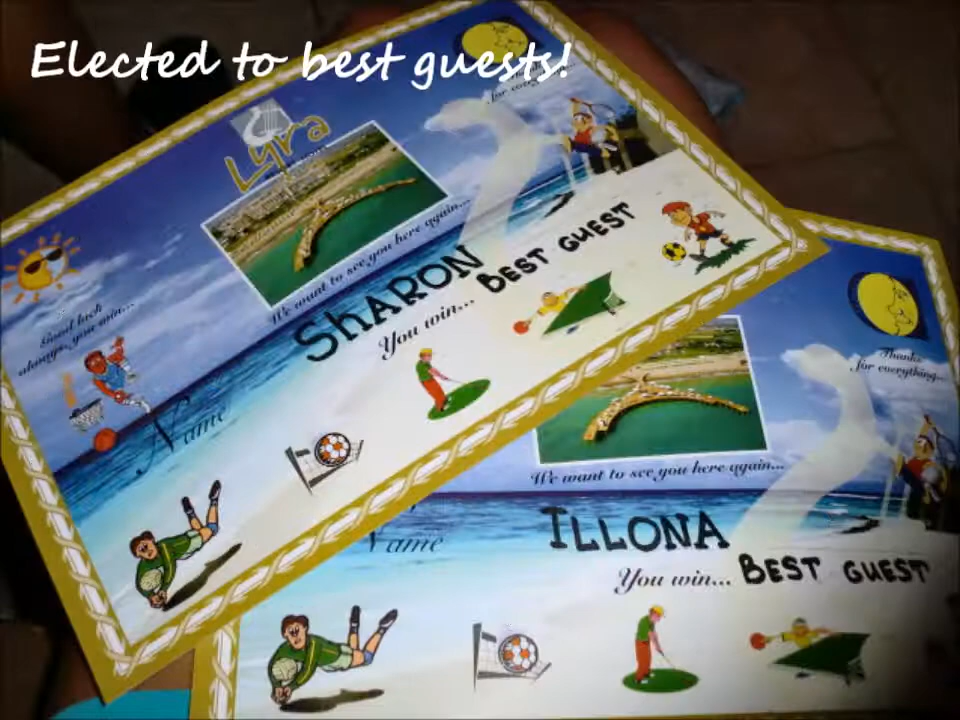 Elected to best guests!
for everything...
Lyra
We want to see you here again...
Good luck
always, you win...
SHARON
Name
You win... BEST GUEST
Thanks
for everything...
We want to see you here again...
Name
ILLONA
You win... BEST GUEST